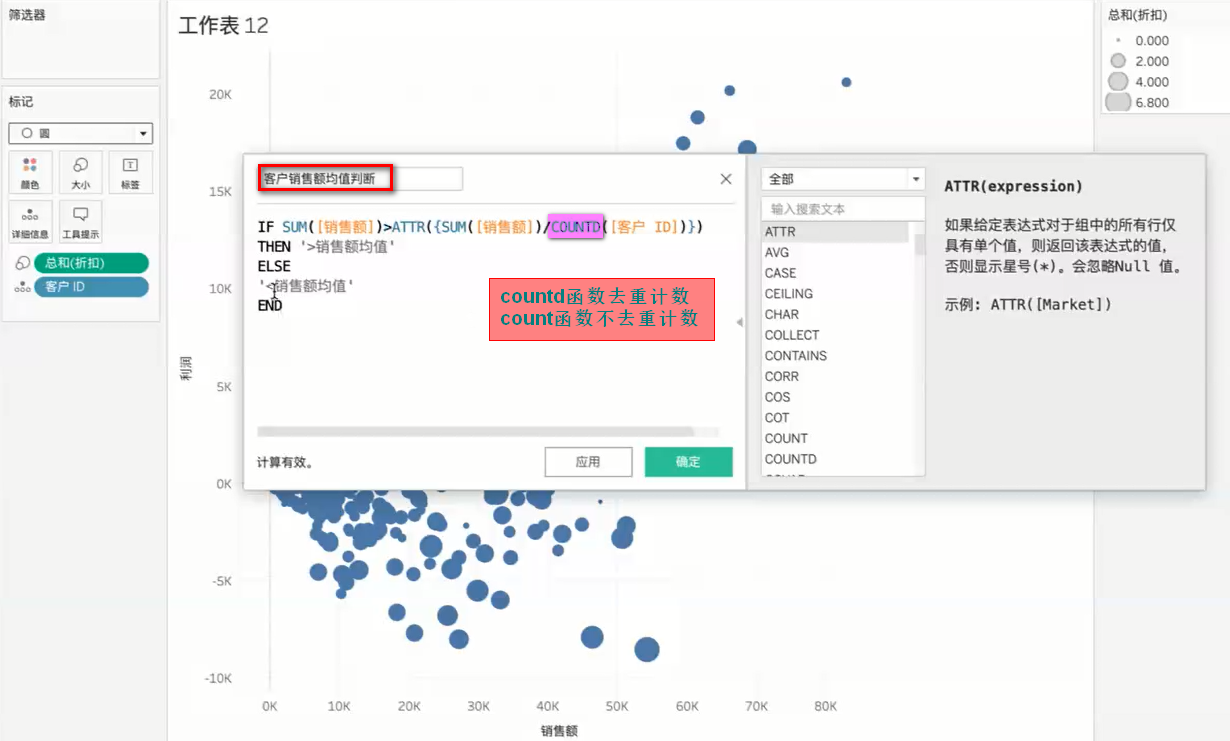 筛选器
标记
圆
颜色
大小
标签
详细信息
工具提示
总和(折扣)
客户 ID
工作表 12
20K
15K
10K
5K
0K
-5K
-10K
利润
0K
10K
20K
30K
40K
50K
60K
70K
80K
销售额
客户销售额均值判断
IF SUM([销售额])>ATTR({SUM([销售额])/COUNTD([客户 ID])})
THEN '>销售额均值'
ELSE
'<销售额均值'
END
countd函数去重计数
count函数不去重计数
计算有效。
应用
确定
全部
输入搜索文本
ATTR
AVG
CASE
CEILING
CHAR
COLLECT
CONTAINS
CORR
COS
COT
COUNT
COUNTD
ATTR(expression)
如果给定表达式对于组中的所有行仅
具有单个值，则返回该表达式的值，
否则显示星号(*)。会忽略Null 值。
示例: ATTR([Market])
总和(折扣)
0.000
2.000
4.000
6.800